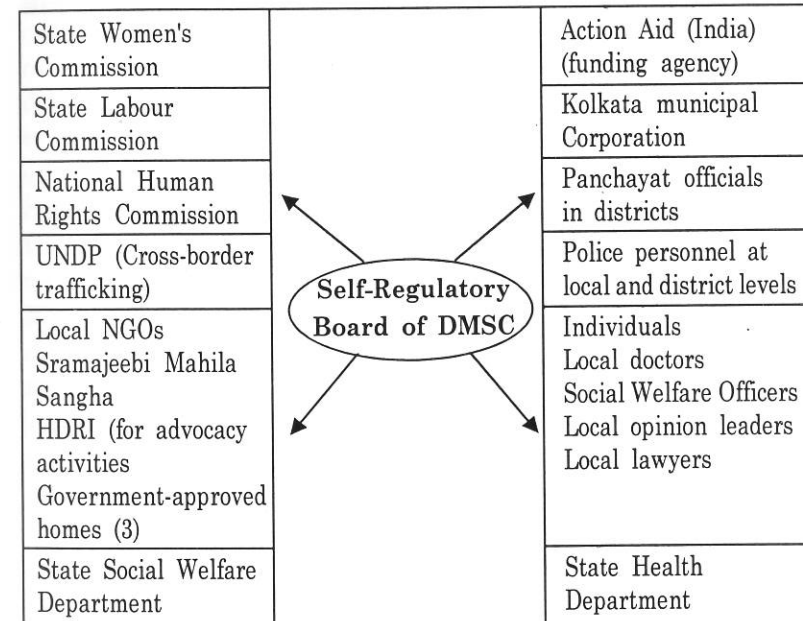 State Women's
Commission
State Labour
Commission
National Human
Rights Commission
UNDP (Cross-border
trafficking)
Local NGOs
Sramajeebi Mahila
Sangha
HDRI (for advocacy
activities
Government-approved
homes (3)
State Social Welfare
Department
Self-Regulatory
Board of DMSC
Action Aid (India)
(funding agency)
Kolkata municipal
Corporation
Panchayat officials
in districts
Police personnel at
local and district levels
Individuals
Local doctors
Social Welfare Officers
Local opinion leaders
Local lawyers
State Health
Department